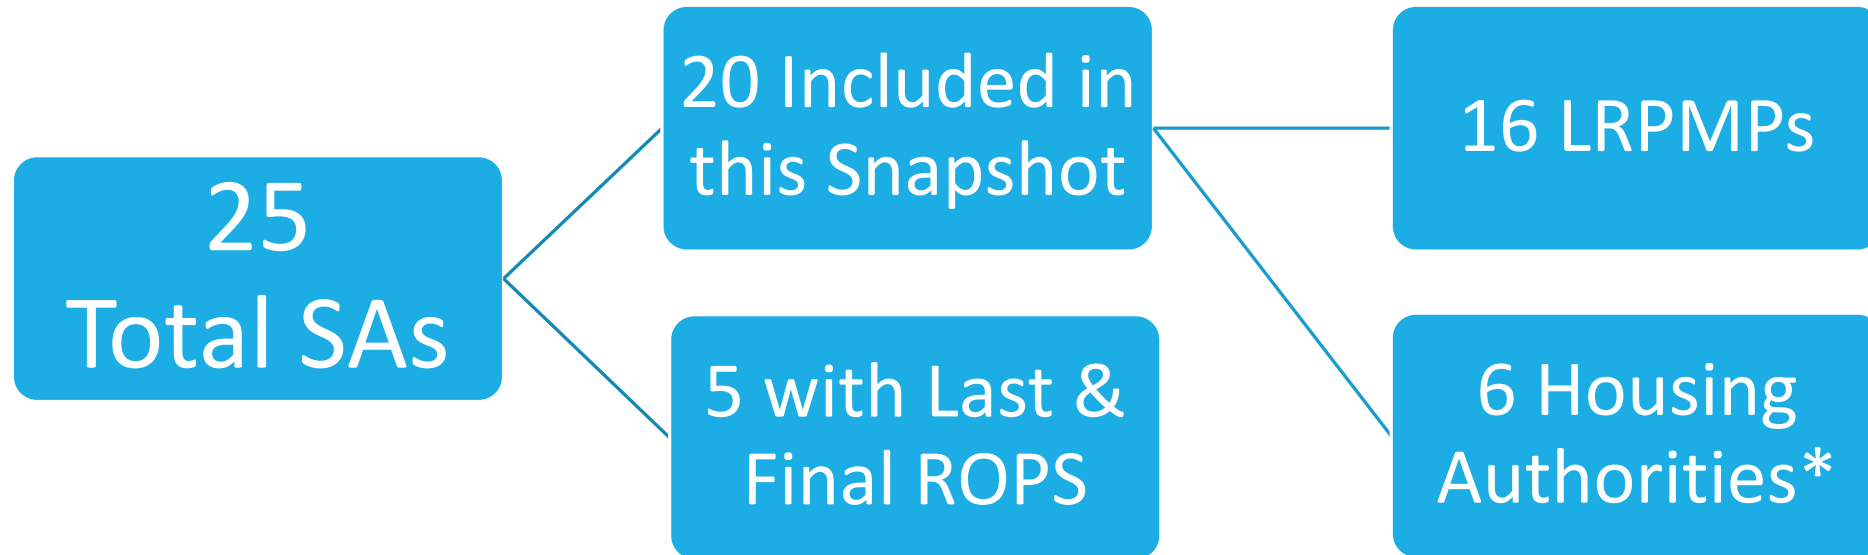 25
Total SAs
20 Included in
this Snapshot
5 with Last &
Final ROPS
16 LRPMPs
6 Housing
Authorities*